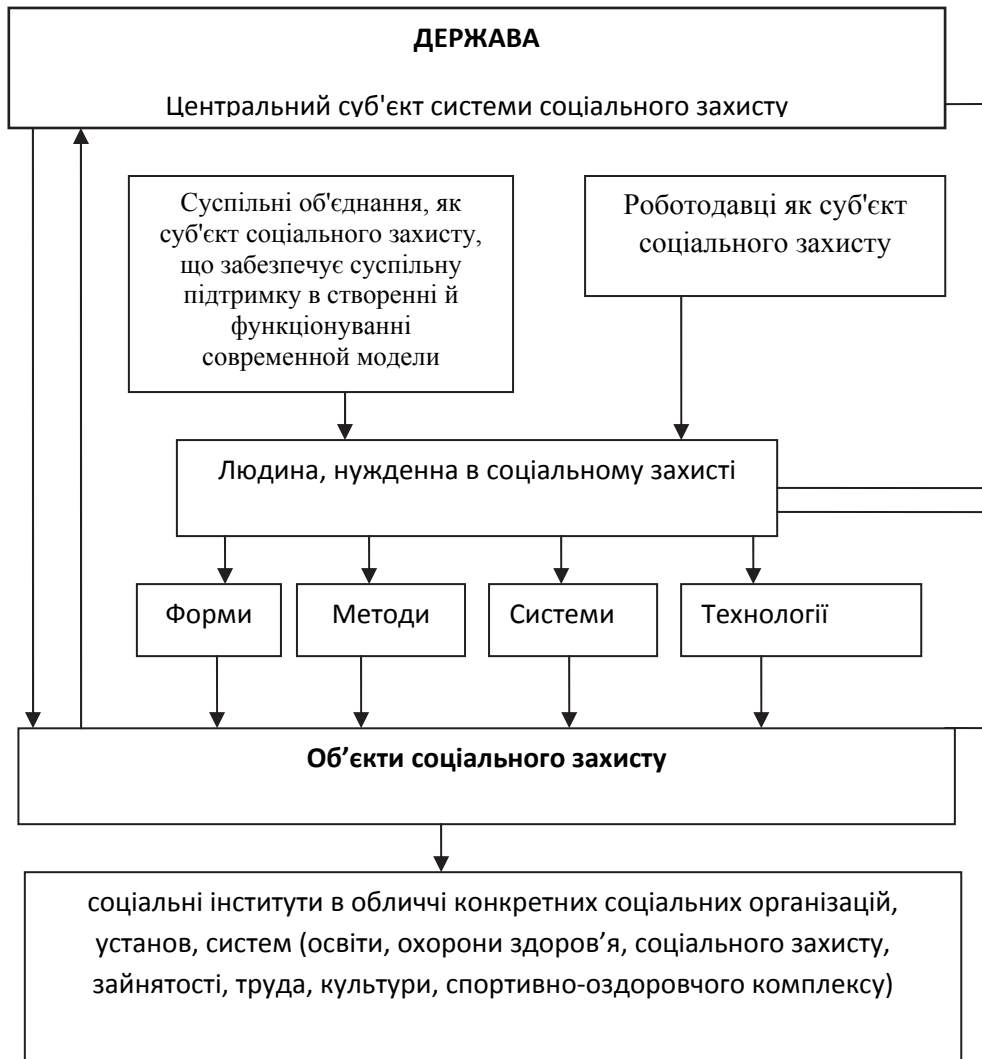 ДЕРЖАВА
Центральний суб'єкт системи соціального захисту
Суспільні об'єднання, як
суб'єкт соціального захисту,
що забезпечує суспільну
підтримку в створенні й
функціонуванні
современной модели
Роботодавці як суб'єкт
соціального захисту
Людина, нужденна в соціальному захисті
Форми
Методи
Системи
Технології
Об’єкти соціального захисту
соціальні інститути в обличчі конкретних соціальних організацій,
установ, систем (освіти, охорони здоров’я, соціального захисту,
зайнятості, труда, культури, спортивно-оздоровчого комплексу)